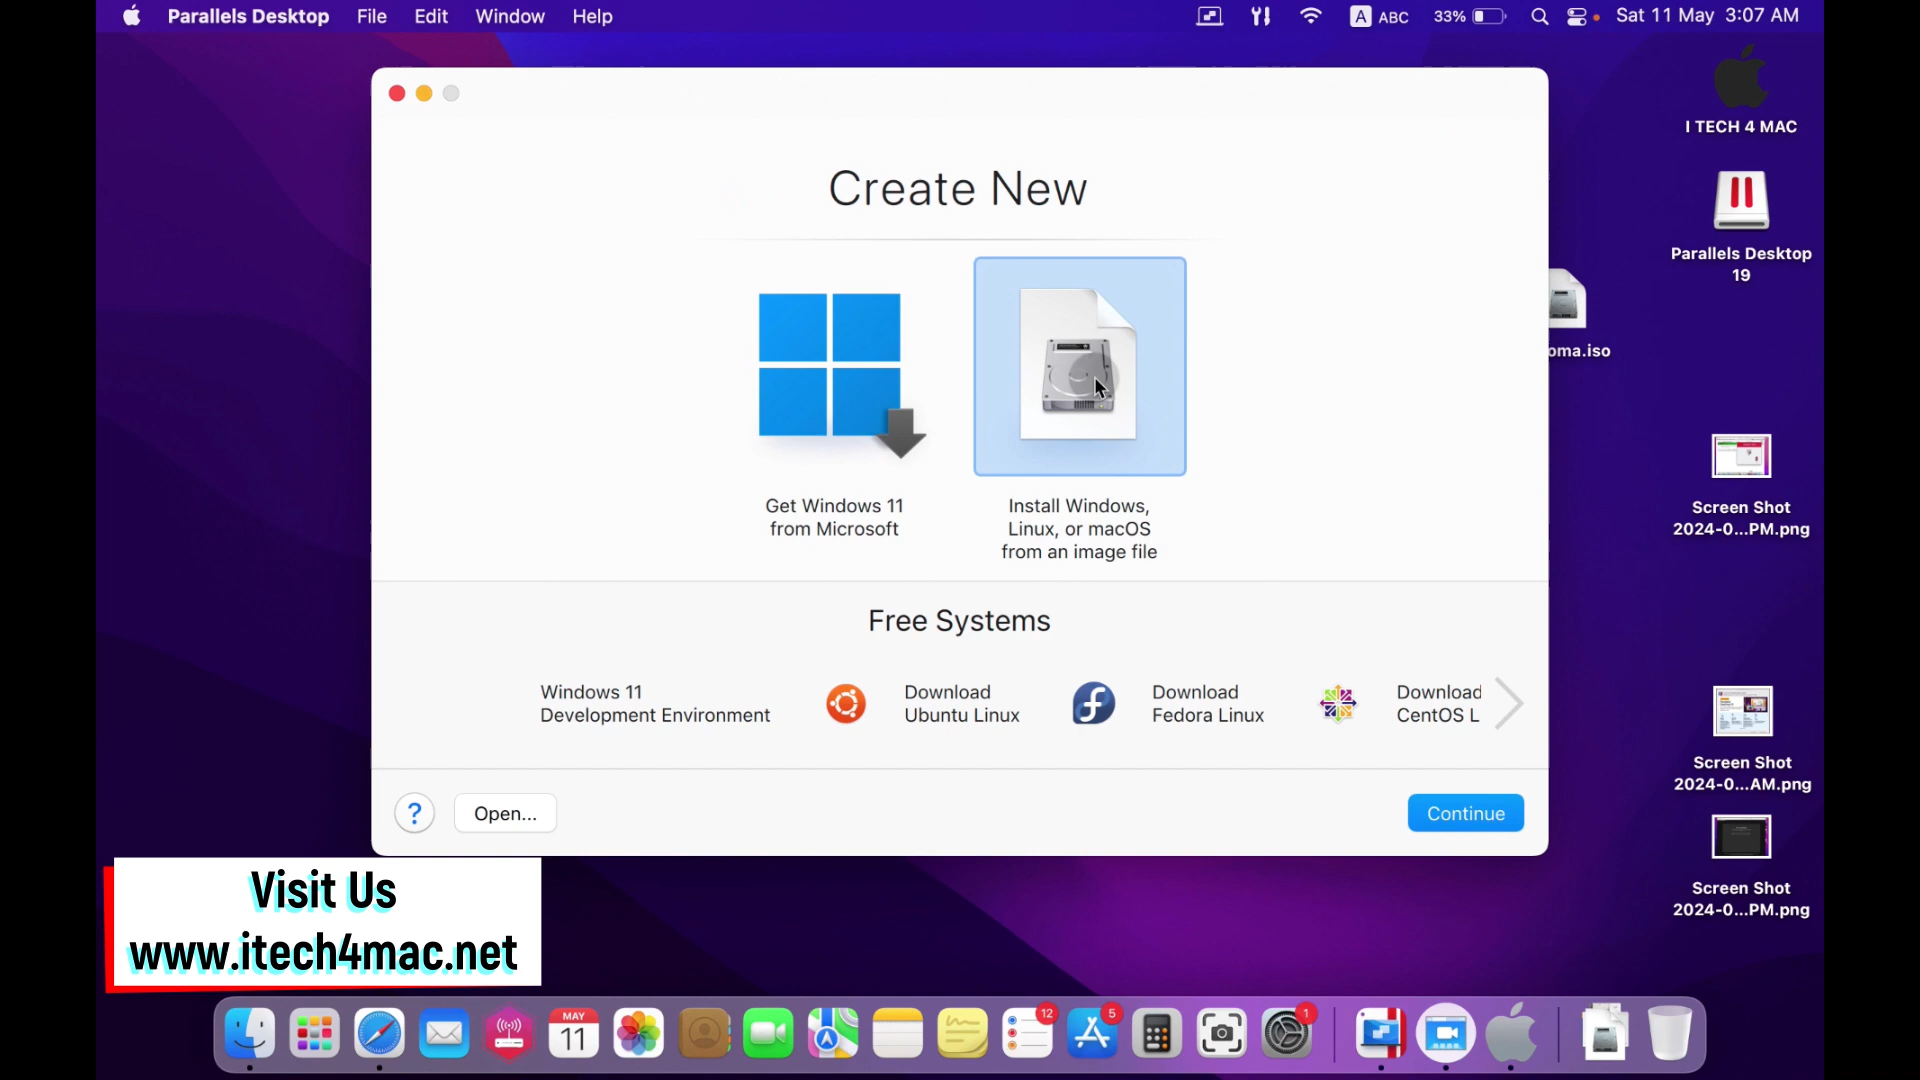 Parallels Desktop File Edit Window Help A ABC 33% Sat 11 May 3:07 AM
I TECH 4 MAC
Parallels Desktop
19
oma.iso
Screen Shot
2024-0...PM.png
Screen Shot
2024-0...AM.png
Screen Shot
2024-0...PM.png
Create New
Get Windows 11
from Microsoft
Install Windows,
Linux, or macOS
from an image file
Free Systems
Windows 11
Development Environment
Download
Ubuntu Linux
Download
Fedora Linux
Download
CentOS L
? Open... Continue
Visit Us
www.itech4mac.net
MAY
11
12
5
1